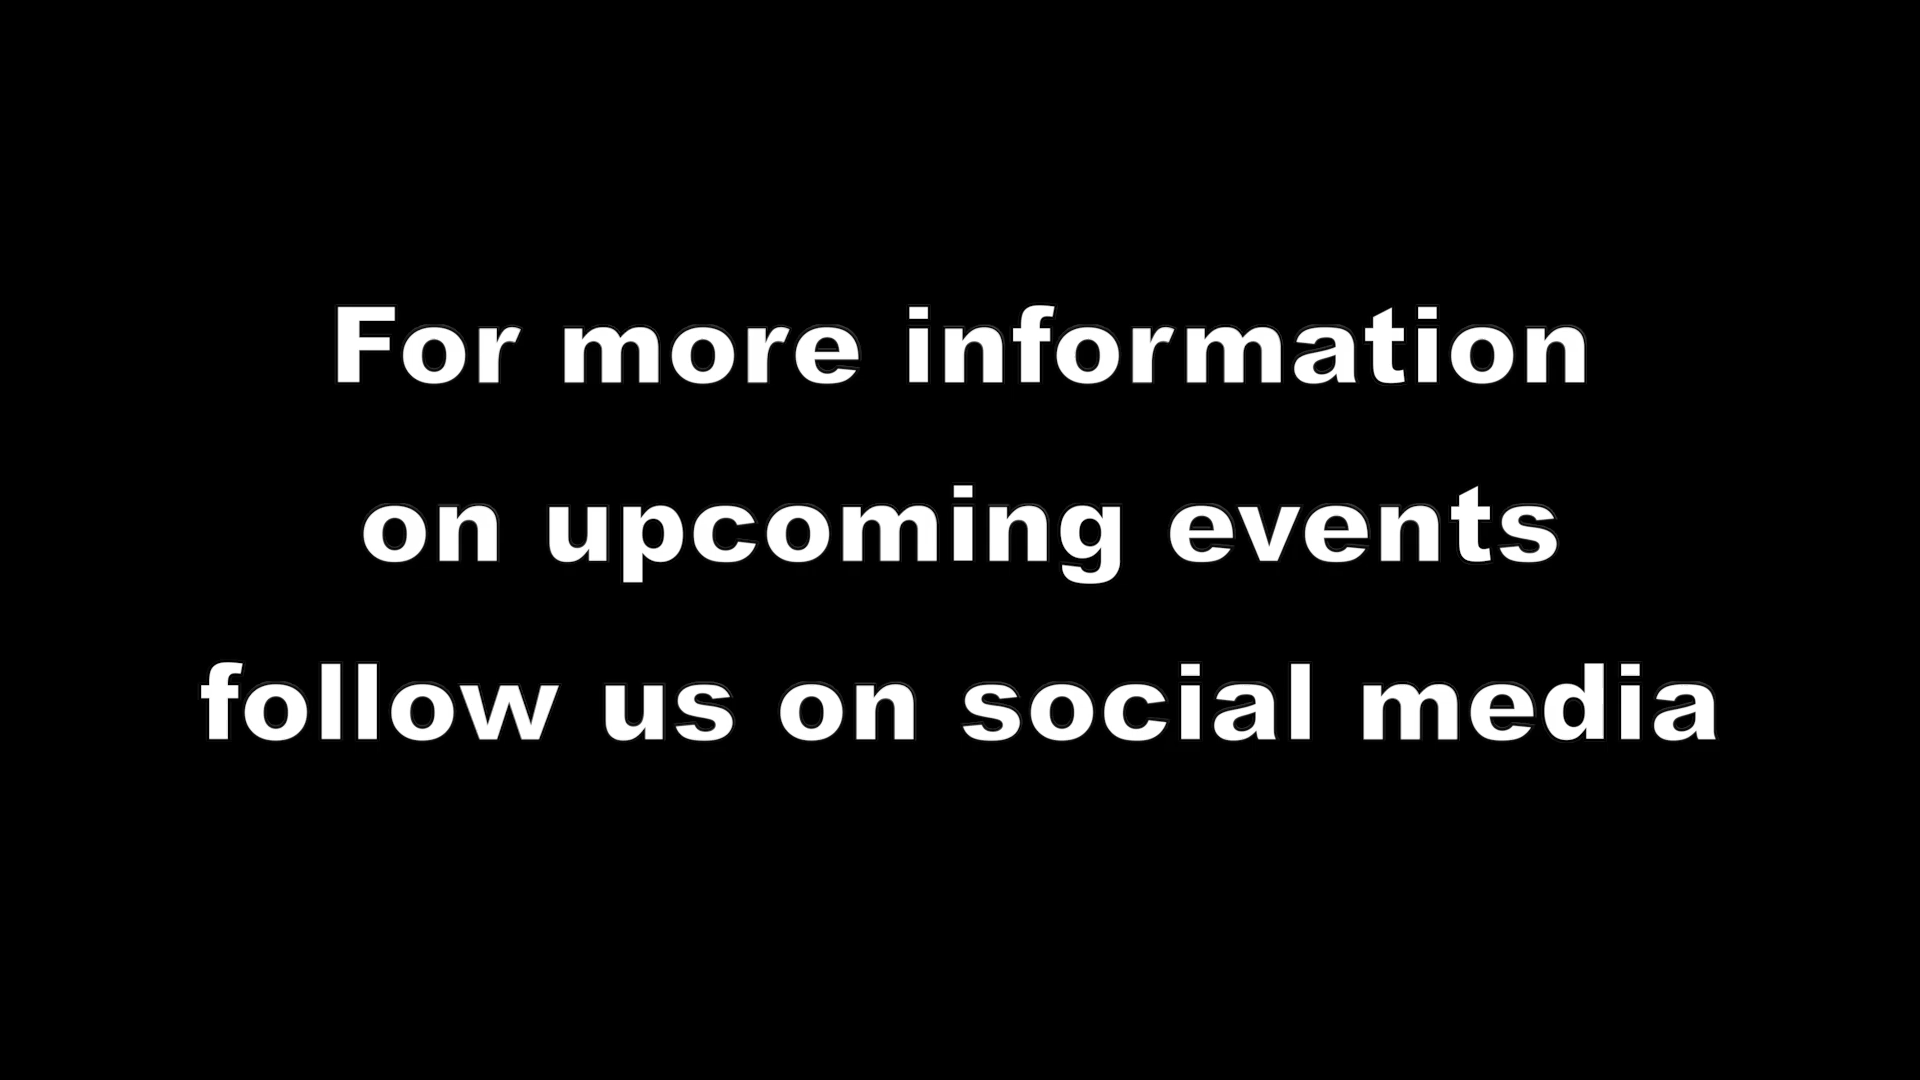 For more information
on upcoming events
follow us on social media